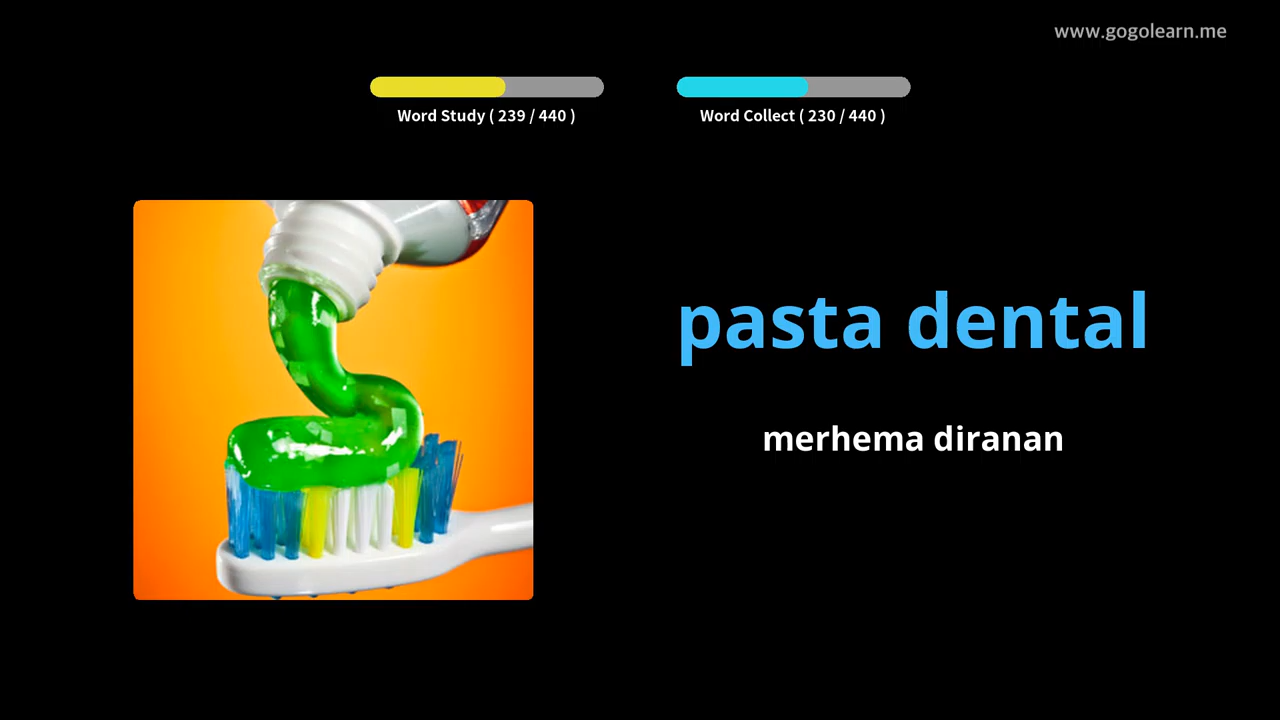 www.gogolearn.me
Word Study ( 239 / 440 )
Word Collect ( 230 / 440 )
pasta dental
merhema diranan